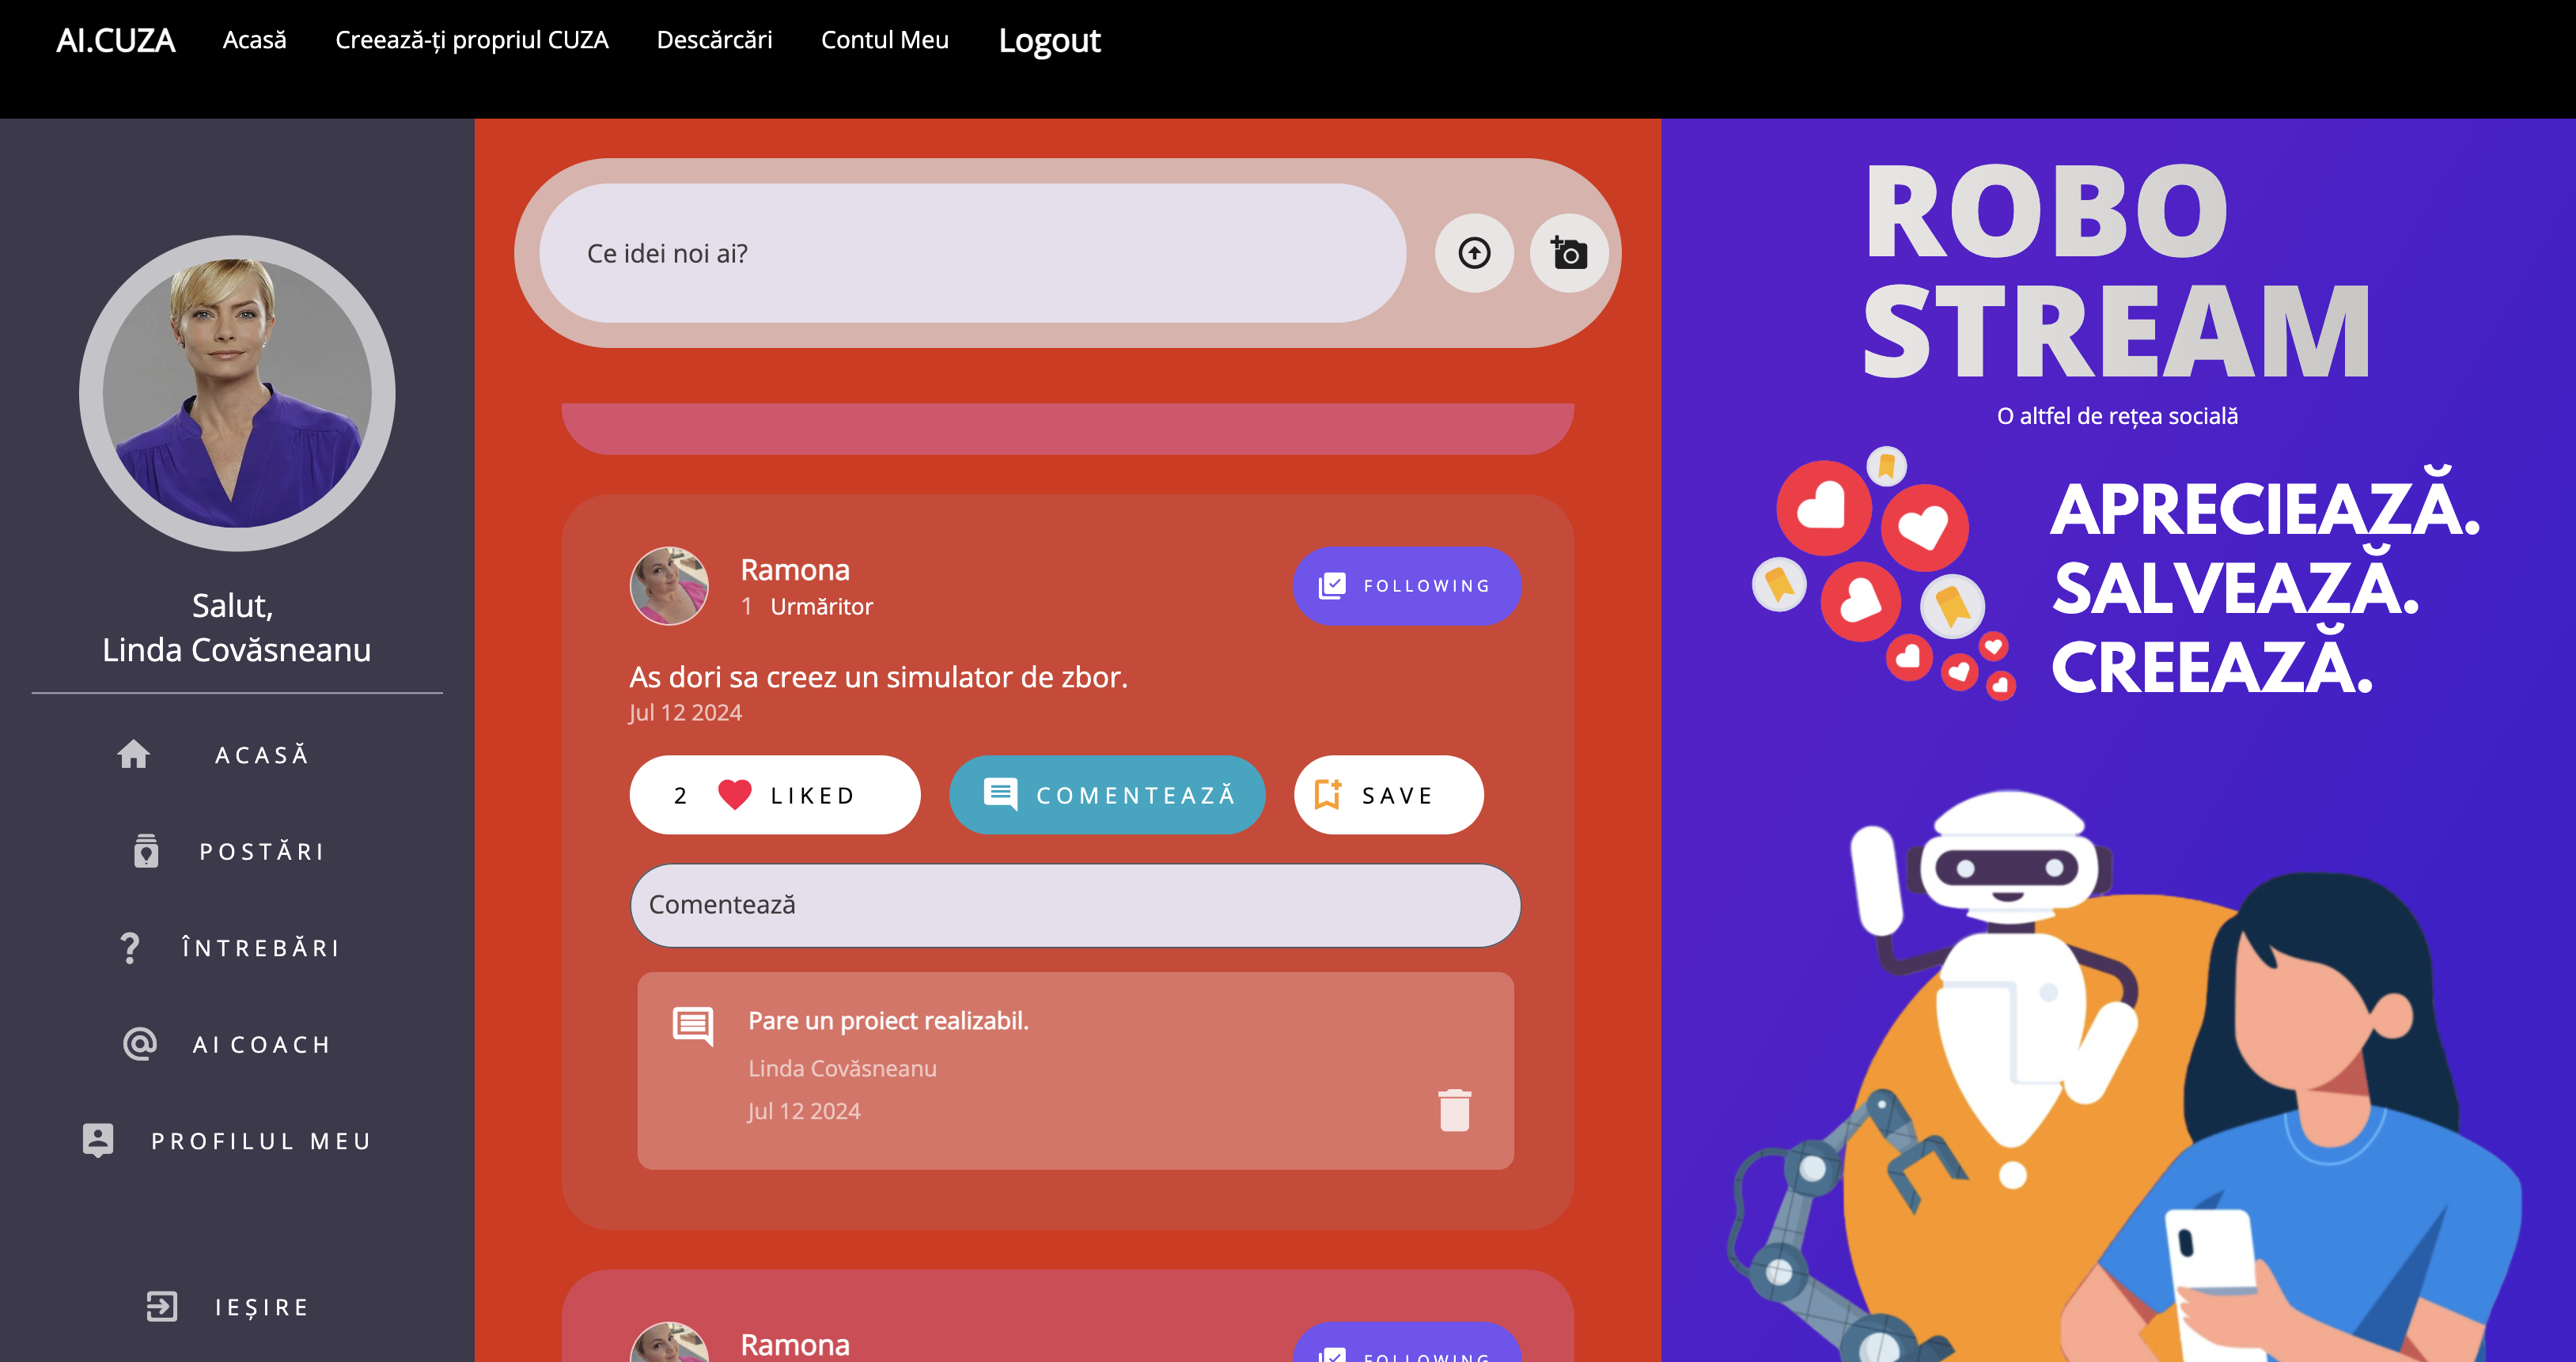 AI.CUZA Acasă Creează-ți propriul CUZA Descărcări Contul Meu Logout
Salut,
Linda Covăsneanu
ACASĂ
POSTĂRI
ÎNTREBĂRI
AI COACH
PROFILUL MEU
IEȘIRE
Ce idei noi ai?
Ramona
1 Urmăritor
FOLLOWING
As dori sa creez un simulator de zbor.
Jul 12 2024
2 LIKED COMENTEAZĂ SAVE
Comentează
Pare un proiect realizabil.
Linda Covăsneanu
Jul 12 2024
Ramona
FOLLOWING
ROBO
STREAM
O altfel de rețea socială
APRECIEAZĂ.
SALVEAZĂ.
CREEAZĂ.